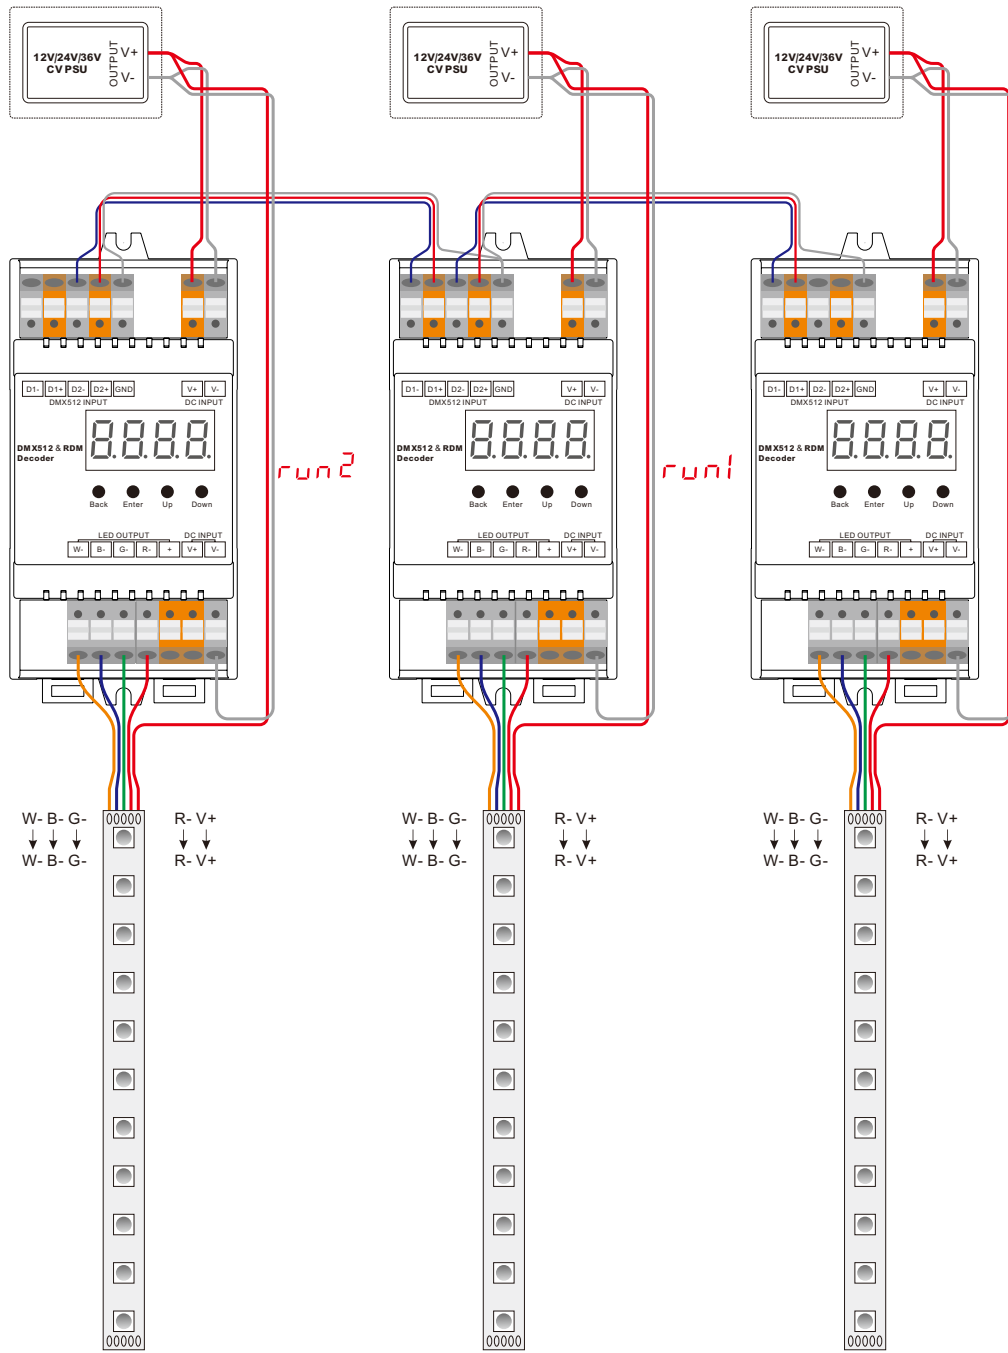 12V/24V/36V
CV PSU
OUTPUT
V+
V-
12V/24V/36V
CV PSU
OUTPUT
V+
V-
12V/24V/36V
CV PSU
OUTPUT
V+
V-
D1- D1+ D2- D2+ GND V+ V-
DMX512 INPUT DC INPUT
8.8.8.8
DMX512 & RDM
Decoder
Back Enter Up Down
LED OUTPUT DC INPUT
W- B- G- R- + V+ V-
run2
D1- D1+ D2- D2+ GND V+ V-
DMX512 INPUT DC INPUT
8.8.8.8
DMX512 & RDM
Decoder
Back Enter Up Down
LED OUTPUT DC INPUT
W- B- G- R- + V+ V-
run1
D1- D1+ D2- D2+ GND V+ V-
DMX512 INPUT DC INPUT
8.8.8.8
DMX512 & RDM
Decoder
Back Enter Up Down
LED OUTPUT DC INPUT
W- B- G- R- + V+ V-
W- B- G- R- V+
W- B- G- R- V+
W- B- G- R- V+
W- B- G- R- V+
W- B- G- R- V+
W- B- G- R- V+